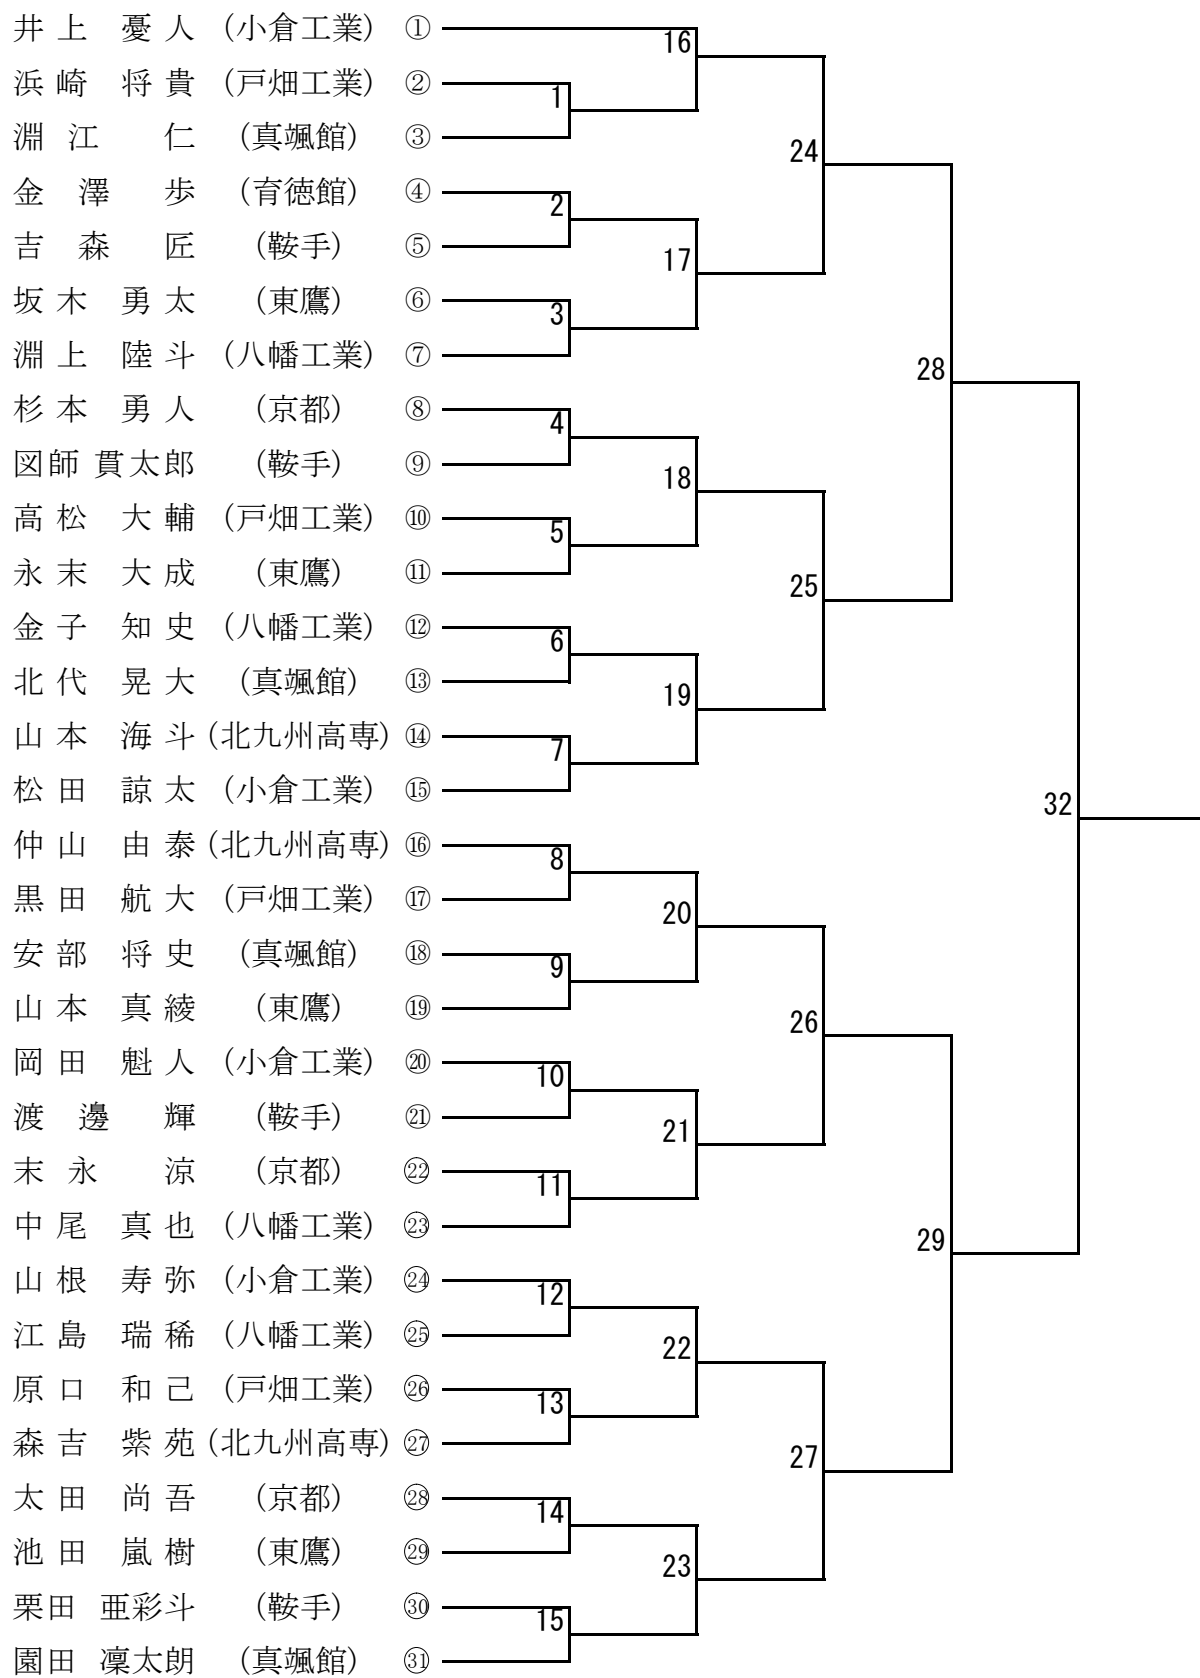 井上 憂人 (小倉工業) ①
16
浜崎 将貴 (戸畑工業) ②
1
淵江 仁 (真颯館) ③
24
金澤 歩 (育徳館) ④
2
吉森 匠 (鞍手) ⑤
17
坂木 勇太 (東鷹) ⑥
3
淵上 陸斗 (八幡工業) ⑦
28
杉本 勇人 (京都) ⑧
4
図師 貫太郎 (鞍手) ⑨
18
高松 大輔 (戸畑工業) ⑩
5
永末 大成 (東鷹) ⑪
25
金子 知史 (八幡工業) ⑫
6
北代 晃大 (真颯館) ⑬
19
山本 海斗 (北九州高専) ⑭
7
松田 諒太 (小倉工業) ⑮
32
仲山 由泰 (北九州高専) ⑯
8
黒田 航大 (戸畑工業) ⑰
20
安部 将史 (真颯館) ⑱
9
山本 真綾 (東鷹) ⑲
26
岡田 魁人 (小倉工業) ⑳
10
渡邊 輝 (鞍手) ㉑
21
末永 涼 (京都) ㉒
11
中尾 真也 (八幡工業) ㉓
29
山根 寿弥 (小倉工業) ㉔
12
江島 瑞稀 (八幡工業) ㉕
22
原口 和己 (戸畑工業) ㉖
13
森吉 紫苑 (北九州高専) ㉗
27
太田 尚吾 (京都) ㉘
14
池田 嵐樹 (東鷹) ㉙
23
栗田 亜彩斗 (鞍手) ㉚
15
園田 凜太朗 (真颯館) ㉛